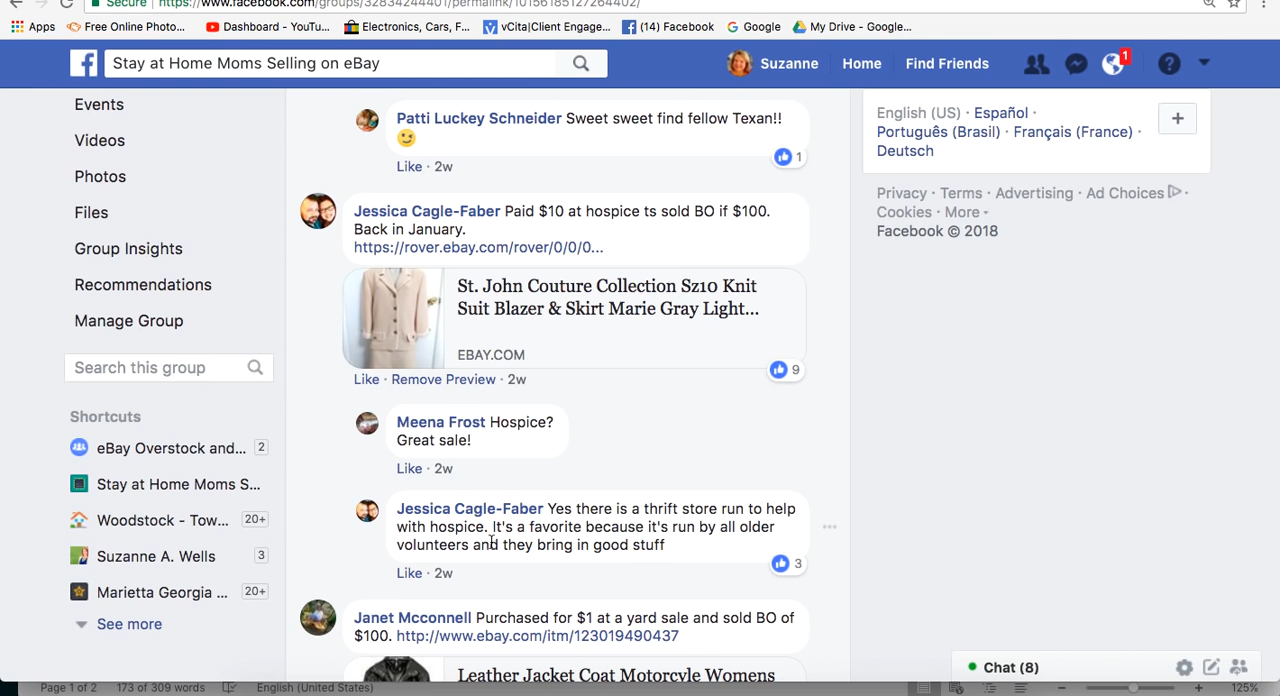 Secure https://www.facebook.com/groups/32834244401/permalink/10156185127264402/
Apps Free Online Photo... Dashboard - YouTu... Electronics, Cars, F... vCita|Client Engage... (14) Facebook Google My Drive - Google...
Stay at Home Moms Selling on eBay
Suzanne Home Find Friends 1
Events
Videos
Photos
Files
Group Insights
Recommendations
Manage Group
Search this group
Shortcuts
eBay Overstock and... 2
Stay at Home Moms S...
Woodstock - Tow... 20+
Suzanne A. Wells 3
Marietta Georgia ... 20+
See more
Patti Luckey Schneider Sweet sweet find fellow Texan!!
1
Like · 2w
Jessica Cagle-Faber Paid $10 at hospice ts sold BO if $100.
Back in January.
https://rover.ebay.com/rover/0/0/0...
St. John Couture Collection Sz10 Knit
Suit Blazer & Skirt Marie Gray Light...
EBAY.COM
9
Like · Remove Preview · 2w
Meena Frost Hospice?
Great sale!
Like · 2w
Jessica Cagle-Faber Yes there is a thrift store run to help
with hospice. It's a favorite because it's run by all older
volunteers and they bring in good stuff
3
Like · 2w
Janet Mcconnell Purchased for $1 at a yard sale and sold BO of
$100. http://www.ebay.com/itm/123019490437
Leather Jacket Coat Motorcyle Womens
English (US) · Español ·
Português (Brasil) · Français (France) ·
Deutsch
Privacy · Terms · Advertising · Ad Choices ·
Cookies · More
Facebook © 2018
Chat (8)
Page 1 of 2 173 of 309 words English (United States) 125%